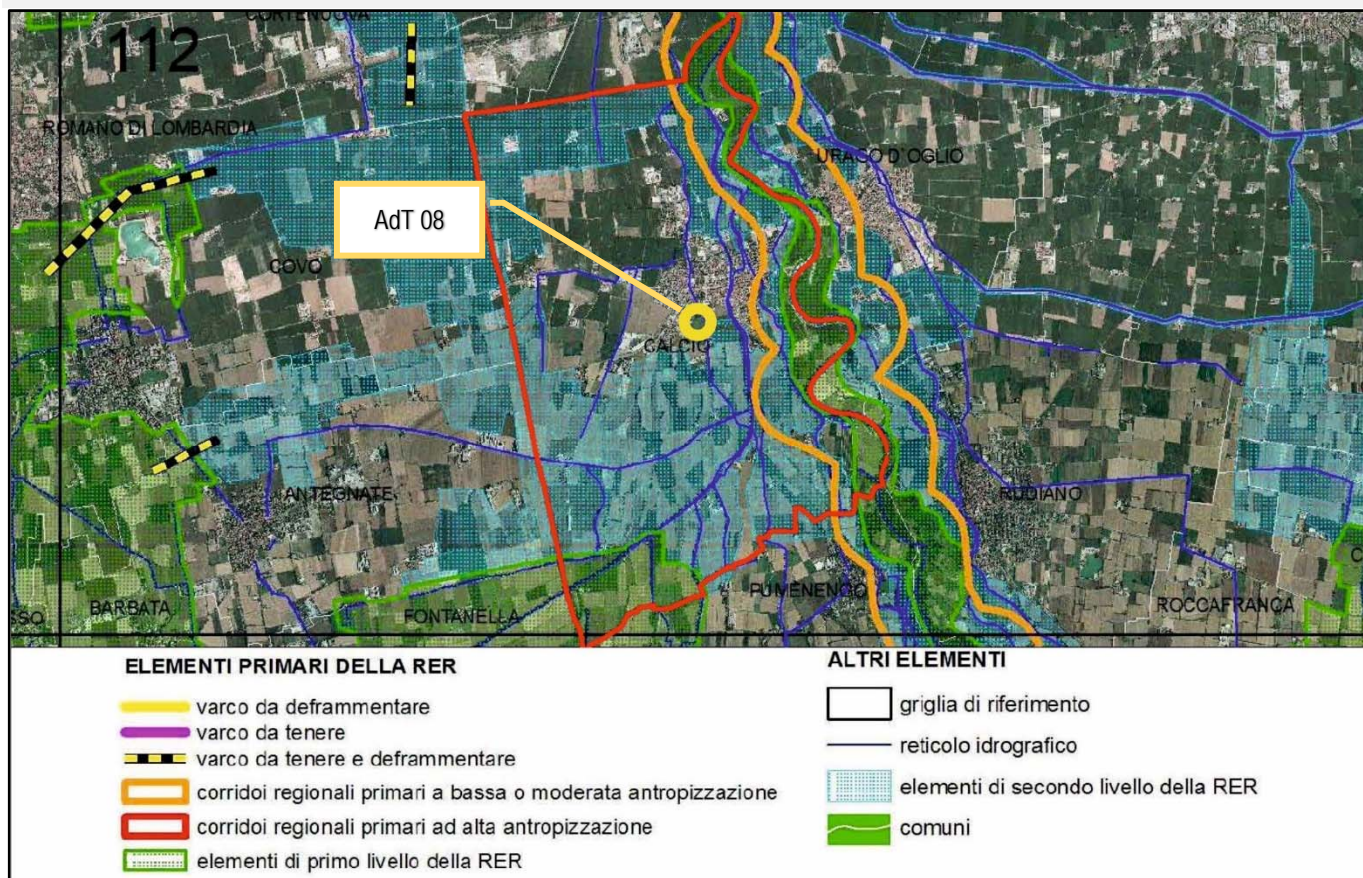 CORTENUOVA
112
ROMANO DI LOMBARDIA
URAGO D'OGLIO
AdT 08
COVO
CALCIO
ANTEGNATE
RUDIANO
BARBATA
FONTANELLA
PUMENENGO
ROCCAFRANCA
SSO
C
ELEMENTI PRIMARI DELLA RER
varco da deframmentare
varco da tenere
varco da tenere e deframmentare
corridoi regionali primari a bassa o moderata antropizzazione
corridoi regionali primari ad alta antropizzazione
elementi di primo livello della RER
ALTRI ELEMENTI
griglia di riferimento
reticolo idrografico
elementi di secondo livello della RER
comuni